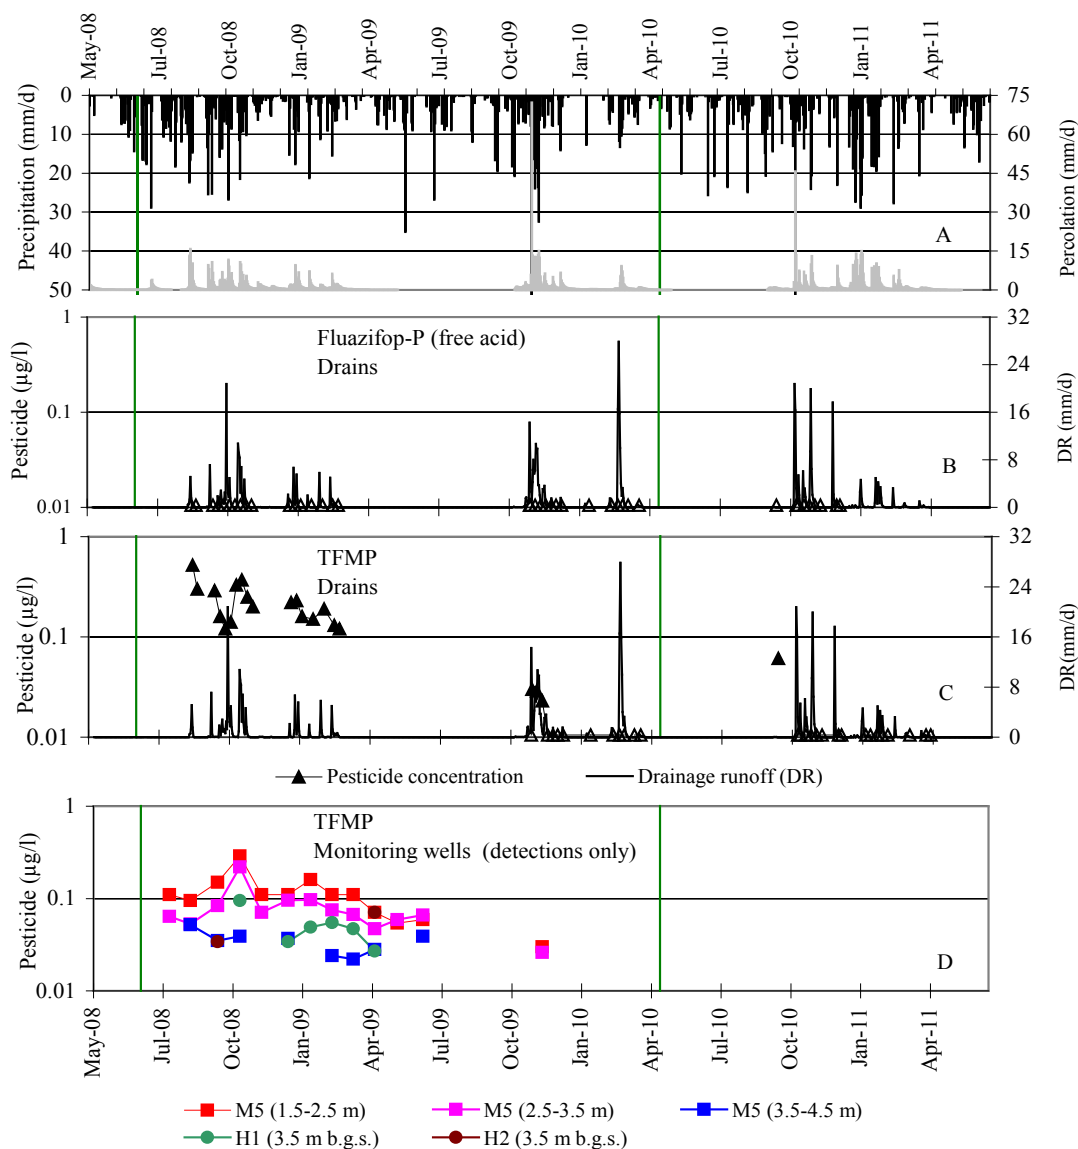 May-08 Jul-08 Oct-08 Jan-09 Apr-09 Jul-09 Oct-09 Jan-10 Apr-10 Jul-10 Oct-10 Jan-11 Apr-11
Precipitation (mm/d)
0
10
20
30
40
50
75
60
45
30
15
0
Percolation (mm/d)
A
Pesticide (µg/l)
1
0.1
0.01
Fluazifop-P (free acid)
Drains
32
24
16
8
0
DR (mm/d)
B
Pesticide (µg/l)
1
0.1
0.01
TFMP
Drains
32
24
16
8
0
DR(mm/d)
C
Pesticide concentration
Drainage runoff (DR)
Pesticide (µg/l)
1
0.1
0.01
TFMP
Monitoring wells (detections only)
D
May-08 Jul-08 Oct-08 Jan-09 Apr-09 Jul-09 Oct-09 Jan-10 Apr-10 Jul-10 Oct-10 Jan-11 Apr-11
M5 (1.5-2.5 m) M5 (2.5-3.5 m) M5 (3.5-4.5 m)
H1 (3.5 m b.g.s.) H2 (3.5 m b.g.s.)